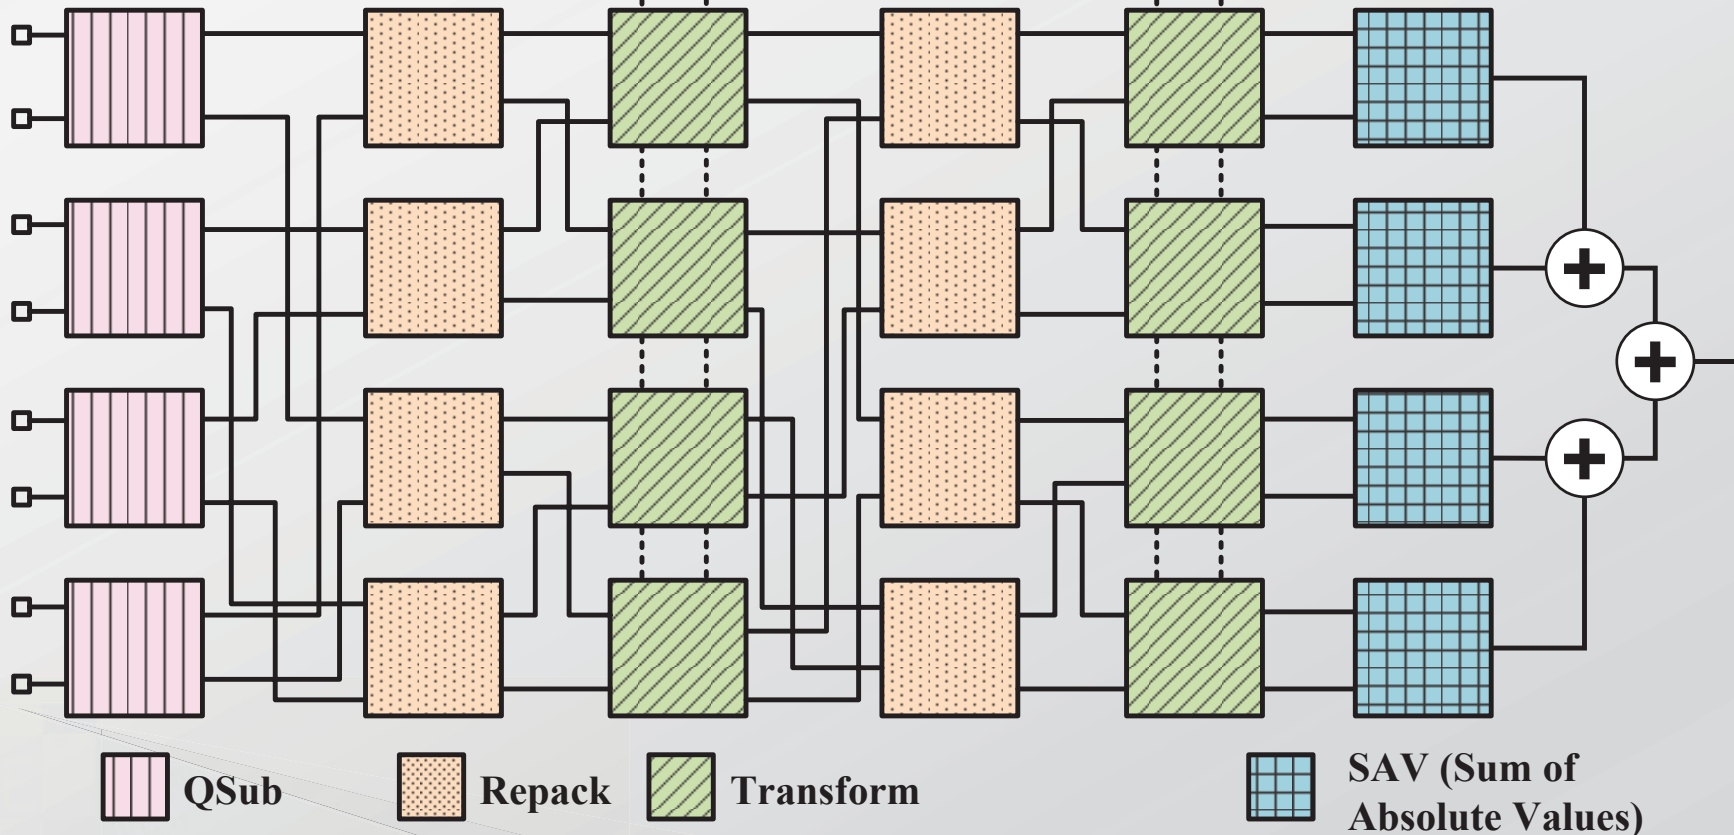 QSub
Repack
Transform
SAV (Sum of
Absolute Values)